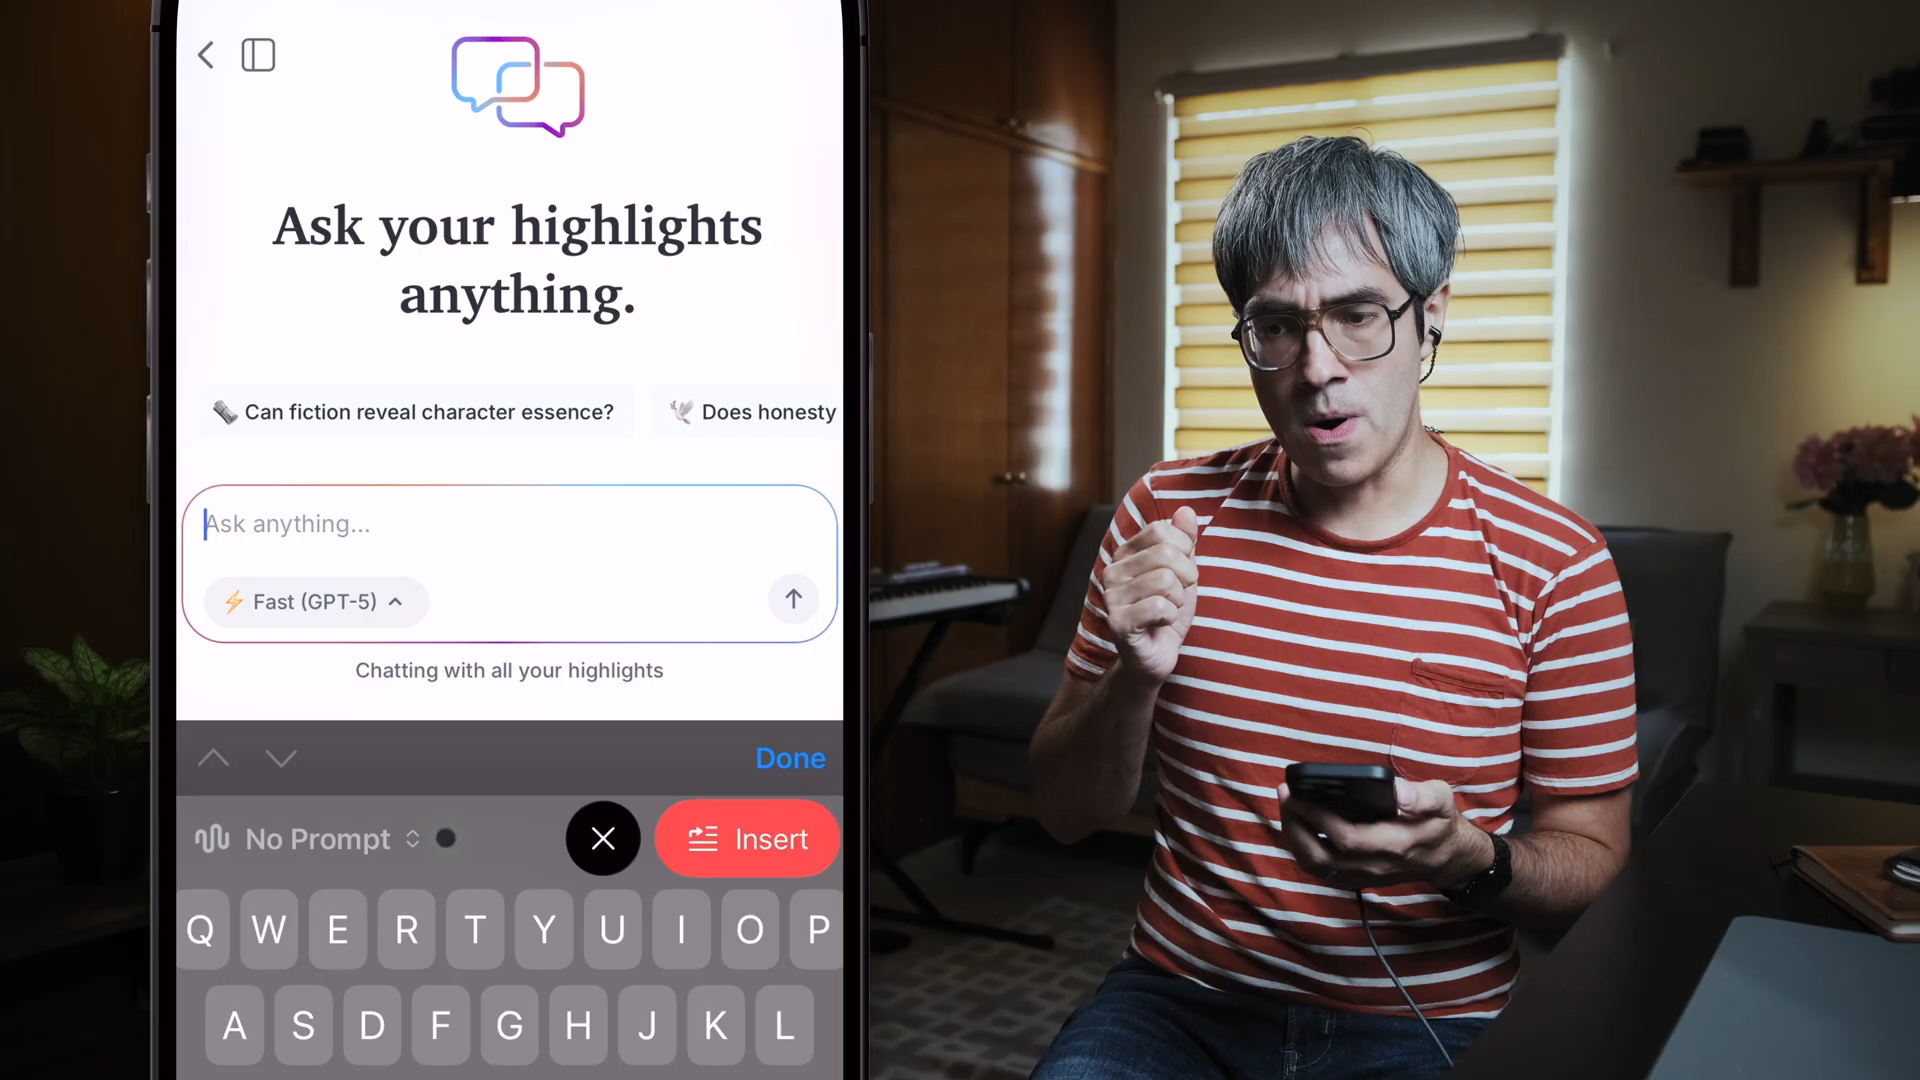 Ask your highlights
anything.
Can fiction reveal character essence?
Does honesty
Ask anything...
Fast (GPT-5)
Chatting with all your highlights
Done
No Prompt
Insert
Q W E R T Y U I O P
A S D F G H J K L